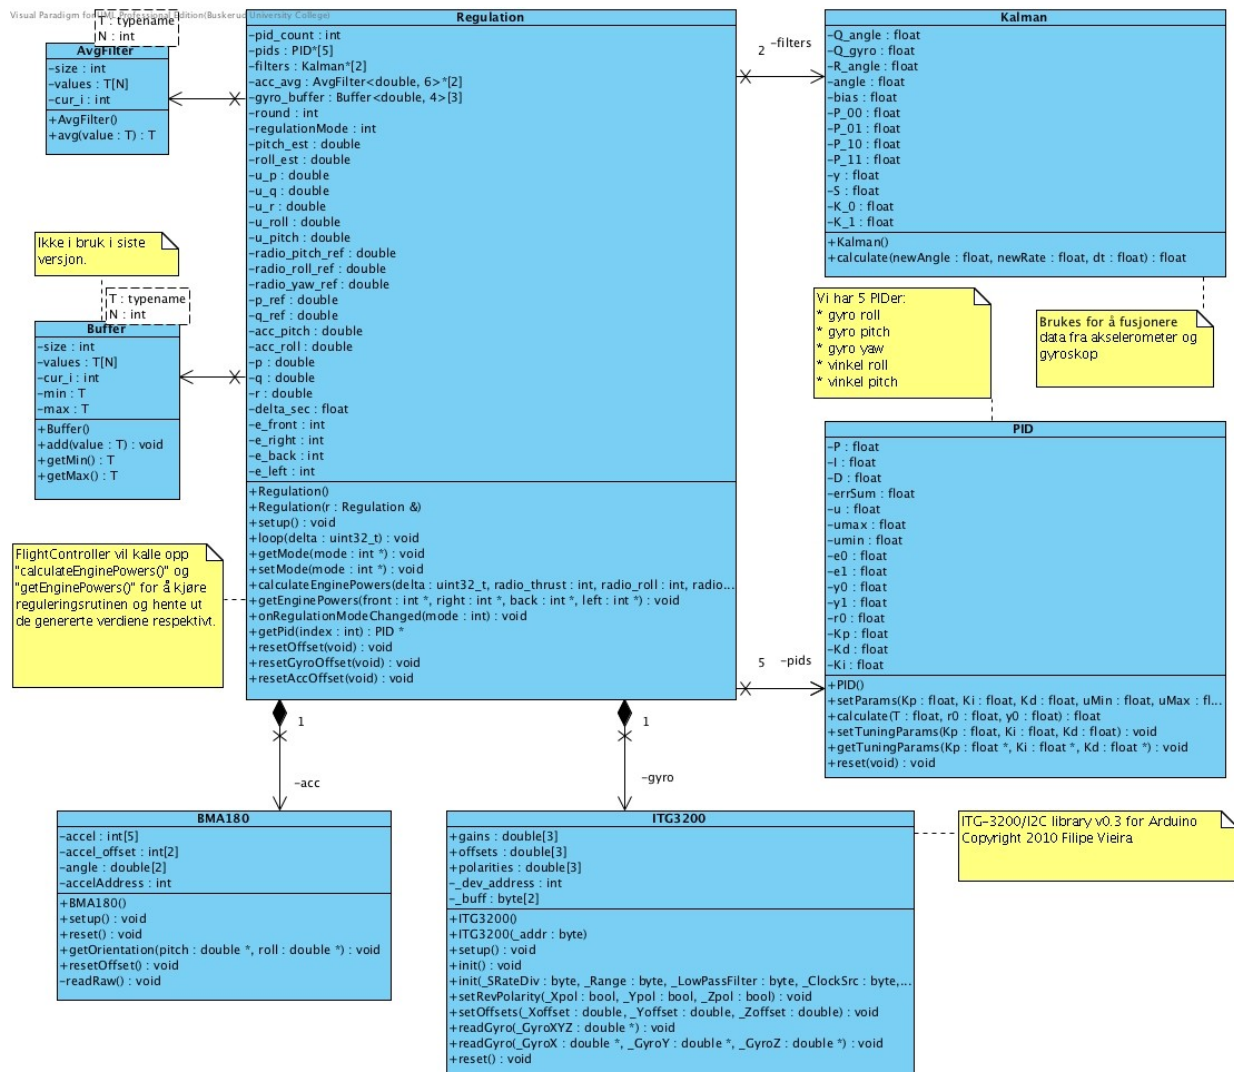 Visual Paradigm for UML Professional Edition(Buskerud University College)
T : typename
N : int
AvgFilter
-size : int
-values : T[N]
-cur_i : int
+AvgFilter()
+avg(value : T) : T
Ikke i bruk i siste
versjon.
T : typename
N : int
Buffer
-size : int
-values : T[N]
-cur_i : int
-min : T
-max : T
+Buffer()
+add(value : T) : void
+getMin() : T
+getMax() : T
FlightController vil kalle opp
"calculateEnginePowers()" og
"getEnginePowers()" for å kjøre
reguleringsrutinen og hente ut
de genererte verdiene respektivt.
Regulation
-pid_count : int
-pids : PID*[5]
-filters : Kalman*[2]
-acc_avg : AvgFilter<double, 6>*[2]
-gyro_buffer : Buffer<double, 4>[3]
-round : int
-regulationMode : int
-pitch_est : double
-roll_est : double
-u_p : double
-u_q : double
-u_r : double
-u_roll : double
-u_pitch : double
-radio_pitch_ref : double
-radio_roll_ref : double
-radio_yaw_ref : double
-p_ref : double
-q_ref : double
-acc_pitch : double
-acc_roll : double
-p : double
-q : double
-r : double
-delta_sec : float
-e_front : int
-e_right : int
-e_back : int
-e_left : int
+Regulation()
+Regulation(r : Regulation &)
+setup() : void
+loop(delta : uint32_t) : void
+getMode(mode : int *) : void
+setMode(mode : int *) : void
+calculateEnginePowers(delta : uint32_t, radio_thrust : int, radio_roll : int, radio...
+getEnginePowers(front : int *, right : int *, back : int *, left : int *) : void
+onRegulationModeChanged(mode : int) : void
+getPid(index : int) : PID *
+resetOffset(void) : void
+resetGyroOffset(void) : void
+resetAccOffset(void) : void
2
-filters
Kalman
-Q_angle : float
-Q_gyro : float
-R_angle : float
-angle : float
-bias : float
-P_00 : float
-P_01 : float
-P_10 : float
-P_11 : float
-y : float
-S : float
-K_0 : float
-K_1 : float
+Kalman()
+calculate(newAngle : float, newRate : float, dt : float) : float
Vi har 5 PIDer:
* gyro roll
* gyro pitch
* gyro yaw
* vinkel roll
* vinkel pitch
Brukes for å fusjonere
data fra akselerometer og
gyroskop
5
-pids
PID
-P : float
-I : float
-D : float
-errSum : float
-u : float
-umax : float
-umin : float
-e0 : float
-e1 : float
-y0 : float
-y1 : float
-r0 : float
-Kp : float
-Kd : float
-Ki : float
+PID()
+setParams(Kp : float, Ki : float, Kd : float, uMin : float, uMax : fl...
+calculate(T : float, r0 : float, y0 : float) : float
+setTuningParams(Kp : float, Ki : float, Kd : float) : void
+getTuningParams(Kp : float *, Ki : float *, Kd : float *) : void
+reset(void) : void
1
-acc
1
-gyro
BMA180
-accel : int[5]
-accel_offset : int[2]
-angle : double[2]
-accelAddress : int
+BMA180()
+setup() : void
+reset() : void
+getOrientation(pitch : double *, roll : double *) : void
+resetOffset() : void
-readRaw() : void
ITG3200
+gains : double[3]
+offsets : double[3]
+polarities : double[3]
-_dev_address : int
-_buff : byte[2]
+ITG3200()
+ITG3200(_addr : byte)
+setup() : void
+init() : void
+init(_SRateDiv : byte, _Range : byte, _LowPassFilter : byte, _ClockSrc : byte,...
+setRevPolarity(_Xpol : bool, _Ypol : bool, _Zpol : bool) : void
+setOffsets(_Xoffset : double, _Yoffset : double, _Zoffset : double) : void
+readGyro(_GyroXYZ : double *) : void
+readGyro(_GyroX : double *, _GyroY : double *, _GyroZ : double *) : void
+reset() : void
ITG-3200/I2C library v0.3 for Arduino
Copyright 2010 Filipe Vieira